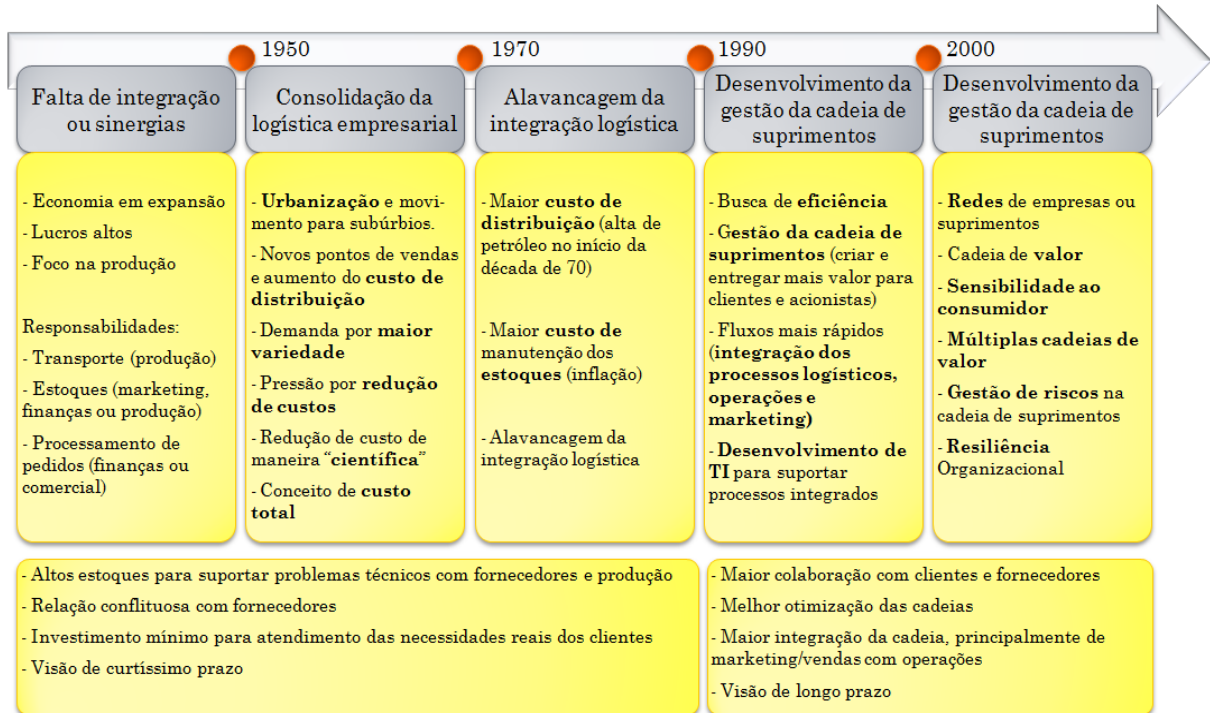 1950
1970
1990
2000
Falta de integração
ou sinergias
Consolidação da
logística empresarial
Alavancagem da
integração logística
Desenvolvimento da
gestão da cadeia de
suprimentos
Desenvolvimento da
gestão da cadeia de
suprimentos
- Economia em expansão
- Lucros altos
- Foco na produção
Responsabilidades:
- Transporte (produção)
- Estoques (marketing,
finanças ou produção)
- Processamento de
pedidos (finanças ou
comercial)
- Urbanização e movi-
mento para subúrbios.
- Novos pontos de vendas
e aumento do custo de
distribuição
- Demanda por maior
variedade
- Pressão por redução
de custos
- Redução de custo de
maneira “científica”
- Conceito de custo
total
- Maior custo de
distribuição (alta de
petróleo no início da
década de 70)
- Maior custo de
manutenção dos
estoques (inflação)
- Alavancagem da
integração logística
- Busca de eficiência
- Gestão da cadeia de
suprimentos (criar e
entregar mais valor para
clientes e acionistas)
- Fluxos mais rápidos
(integração dos
processos logísticos,
operações e
marketing)
- Desenvolvimento de
TI para suportar
processos integrados
- Redes de empresas ou
suprimentos
- Cadeia de valor
- Sensibilidade ao
consumidor
- Múltiplas cadeias de
valor
- Gestão de riscos na
cadeia de suprimentos
- Resiliência
Organizacional
- Altos estoques para suportar problemas técnicos com fornecedores e produção
- Relação conflituosa com fornecedores
- Investimento mínimo para atendimento das necessidades reais dos clientes
- Visão de curtíssimo prazo
- Maior colaboração com clientes e fornecedores
- Melhor otimização das cadeias
- Maior integração da cadeia, principalmente de
marketing/vendas com operações
- Visão de longo prazo